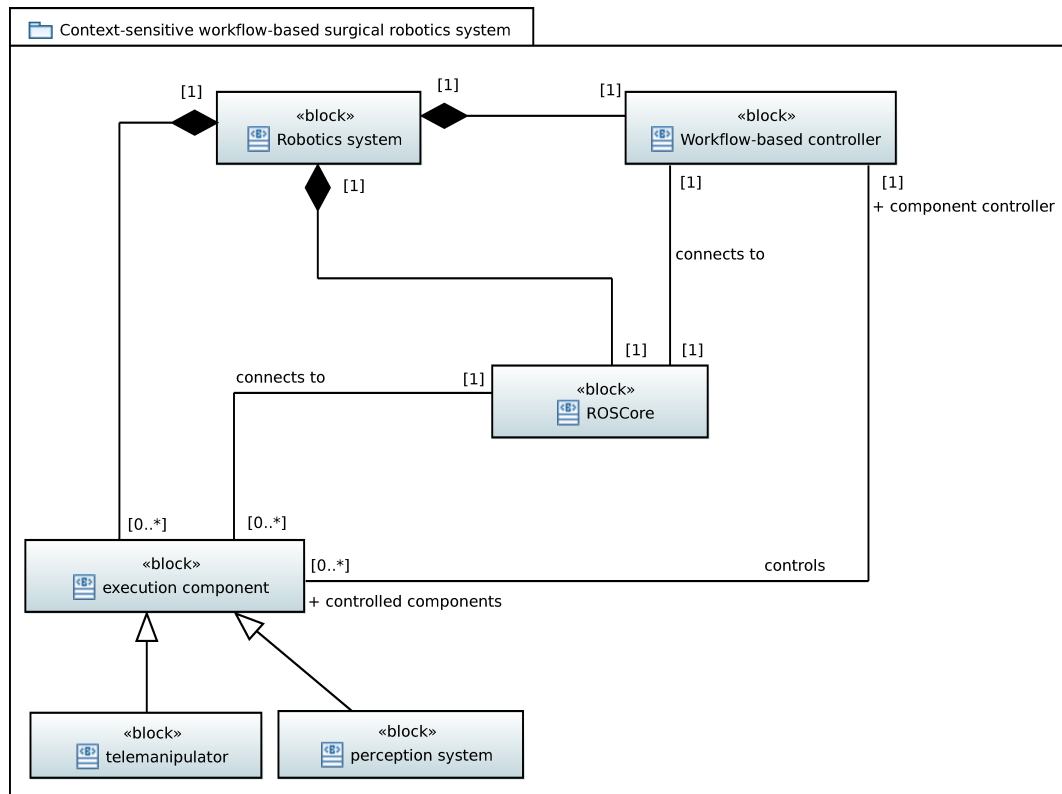 Context-sensitive workflow-based surgical robotics system
[1]
[1]
[1]
«block»
Robotics system
«block»
Workflow-based controller
[1]
[1]
[1]
+ component controller
connects to
[1]
[1]
connects to
[1]
«block»
ROSCore
[0..*]
[0..*]
«block»
execution component
[0..*]
controls
+ controlled components
«block»
telemanipulator
«block»
perception system